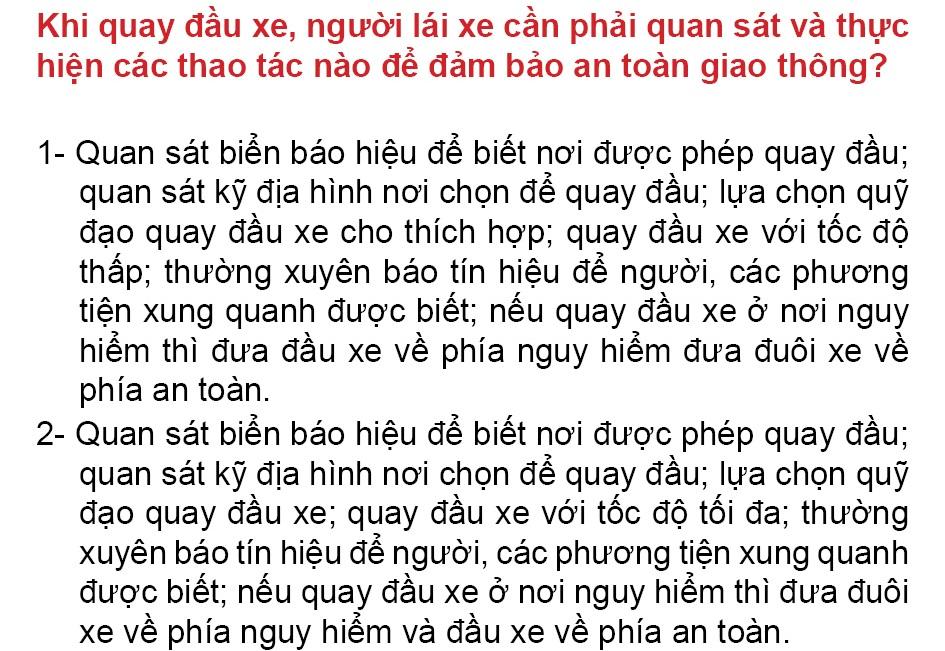 Khi quay đầu xe, người lái xe cần phải quan sát và thực
hiện các thao tác nào để đảm bảo an toàn giao thông?
1- Quan sát biển báo hiệu để biết nơi được phép quay đầu;
quan sát kỹ địa hình nơi chọn để quay đầu; lựa chọn quỹ
đạo quay đầu xe cho thích hợp; quay đầu xe với tốc độ
thấp; thường xuyên báo tín hiệu để người, các phương
tiện xung quanh được biết; nếu quay đầu xe ở nơi nguy
hiểm thì đưa đầu xe về phía nguy hiểm đưa đuôi xe về
phía an toàn.
2- Quan sát biển báo hiệu để biết nơi được phép quay đầu;
quan sát kỹ địa hình nơi chọn để quay đầu; lựa chọn quỹ
đạo quay đầu xe; quay đầu xe với tốc độ tối đa; thường
xuyên báo tín hiệu để người, các phương tiện xung quanh
được biết; nếu quay đầu xe ở nơi nguy hiểm thì đưa đuôi
xe về phía nguy hiểm và đầu xe về phía an toàn.